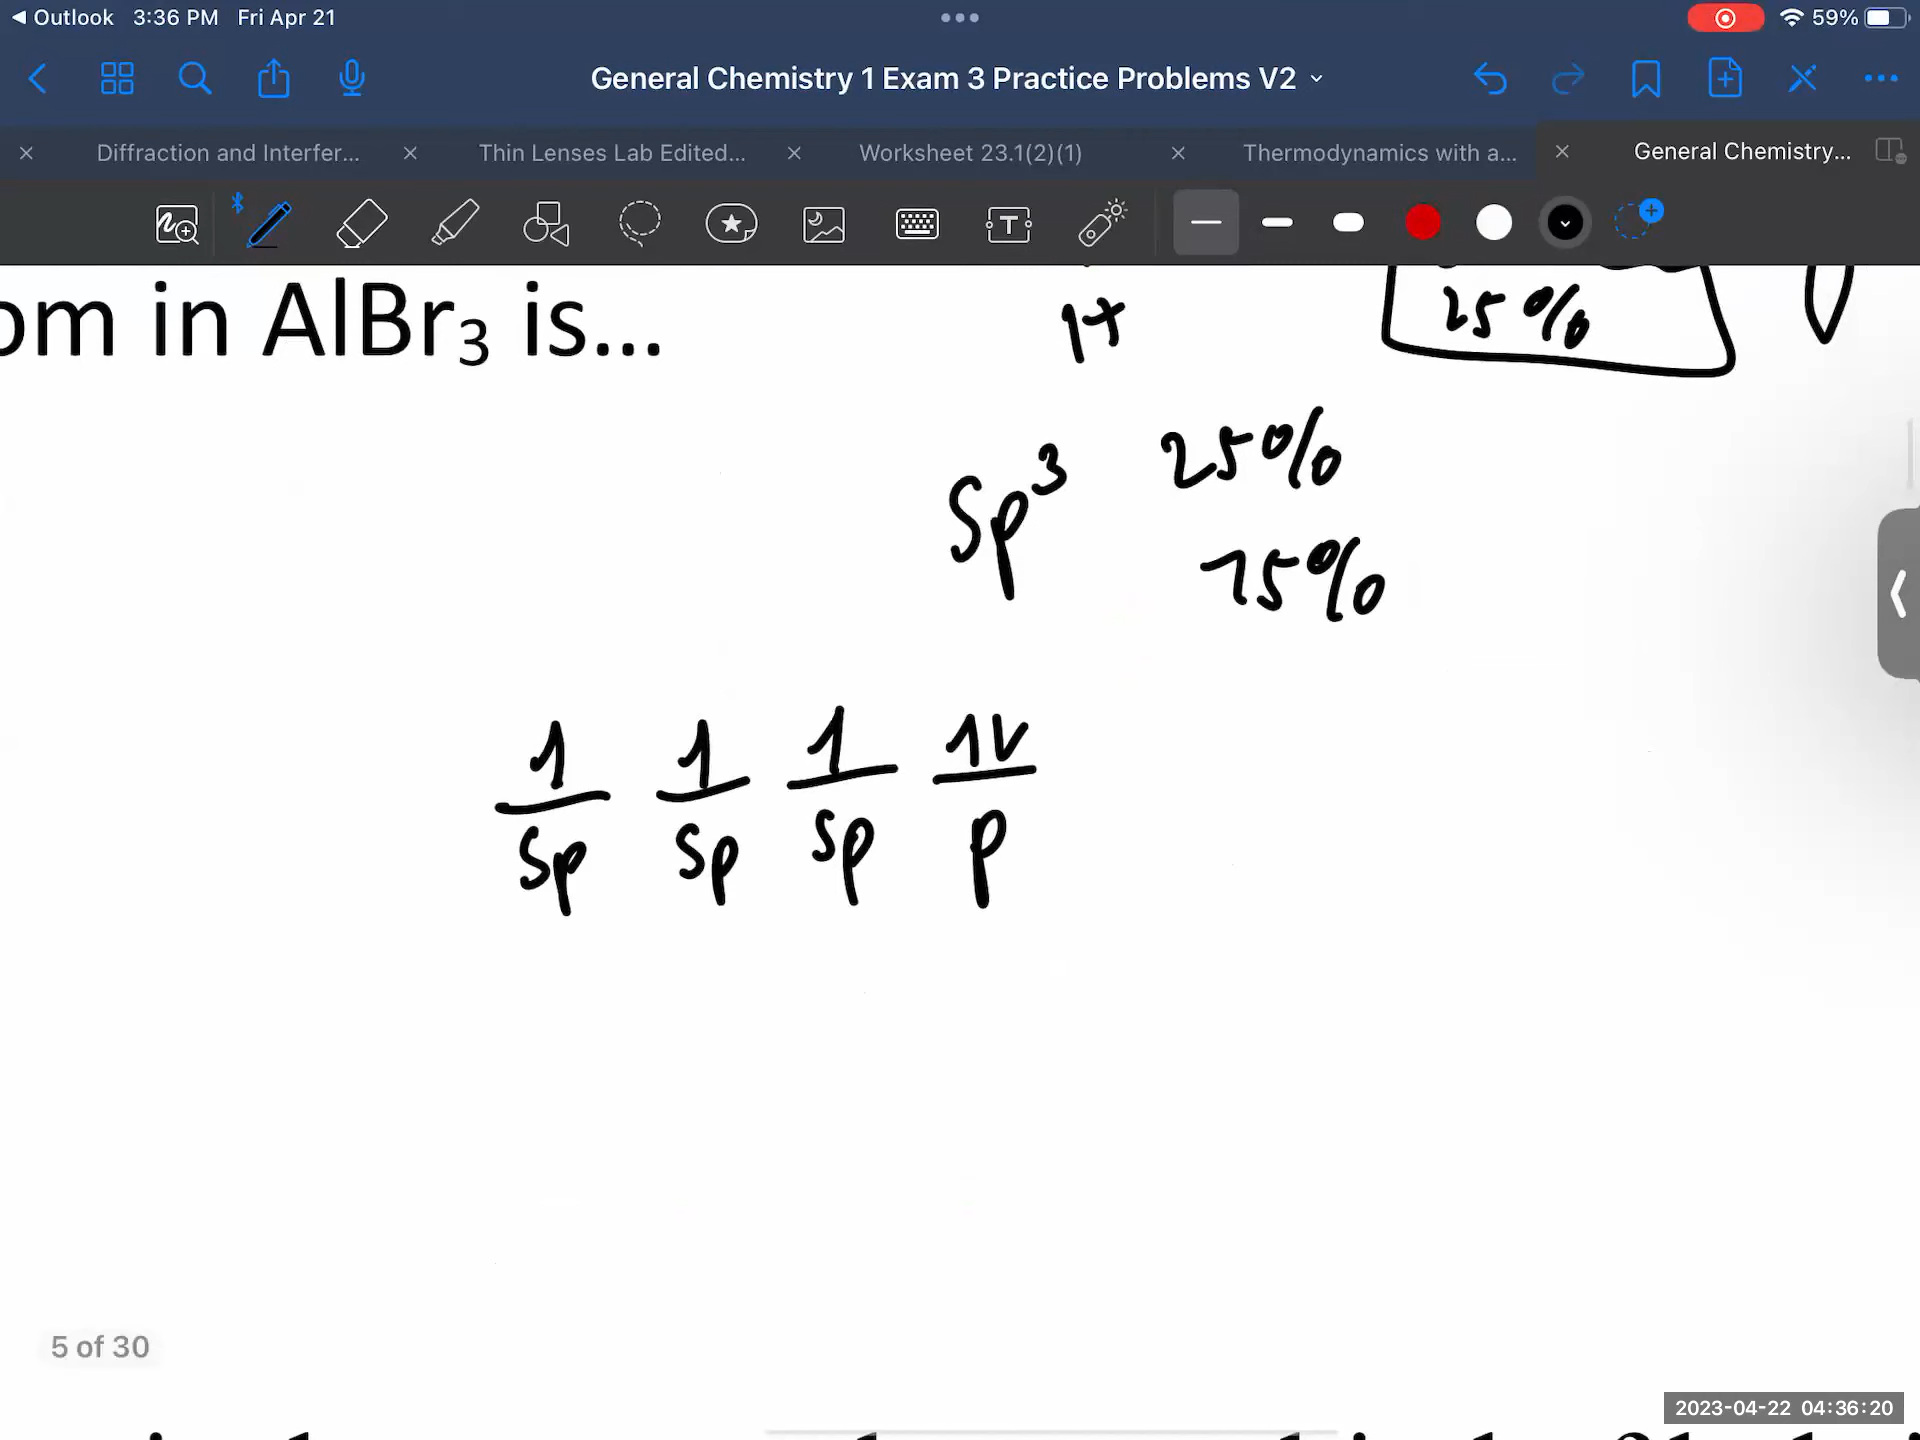 Outlook 3:36 PM Fri Apr 21
59%
General Chemistry 1 Exam 3 Practice Problems V2
Diffraction and Interfer...
Thin Lenses Lab Edited...
Worksheet 23.1(2)(1)
Thermodynamics with a...
General Chemistry...
om in AlBr₃ is...
25%
Sp³ 25%
75%
1 1 1 1V
Sp Sp Sp p
5 of 30
2023-04-22 04:36:20